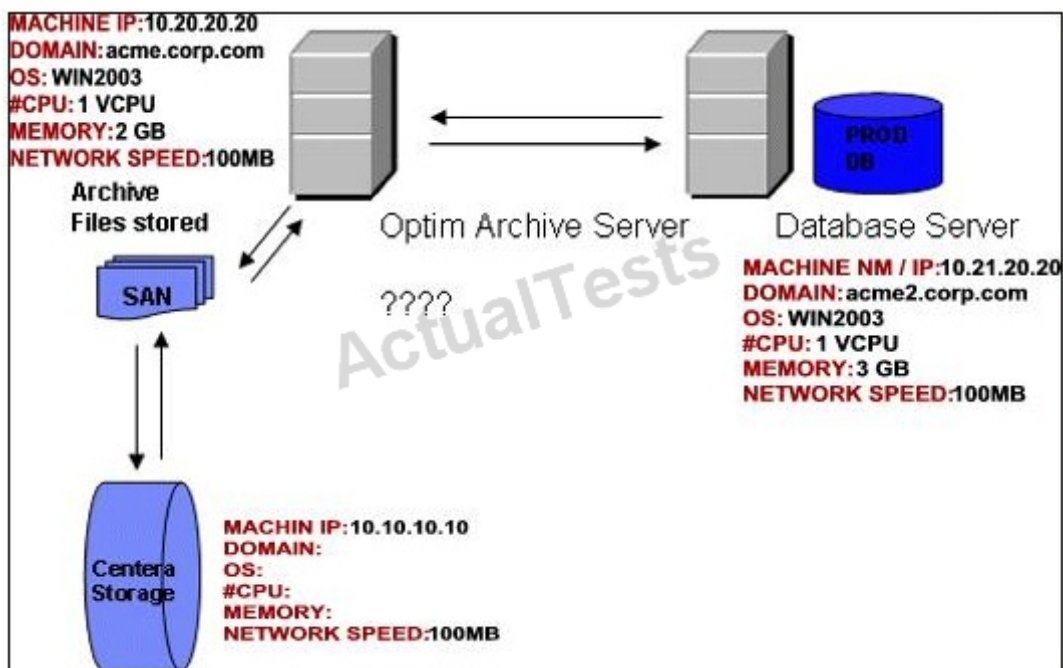 MACHINE IP:10.20.20.20
DOMAIN: acme.corp.com
OS: WIN2003
#CPU: 1 VCPU
MEMORY: 2 GB
NETWORK SPEED:100MB
Archive
Files stored
SAN
Optim Archive Server
????
PROD
DB
Database Server
MACHINE NM / IP:10.21.20.20
DOMAIN: acme2.corp.com
OS: WIN2003
#CPU: 1 VCPU
MEMORY: 3 GB
NETWORK SPEED:100MB
ActualTests
Centera
Storage
MACHIN IP:10.10.10.10
DOMAIN:
OS:
#CPU:
MEMORY:
NETWORK SPEED:100MB